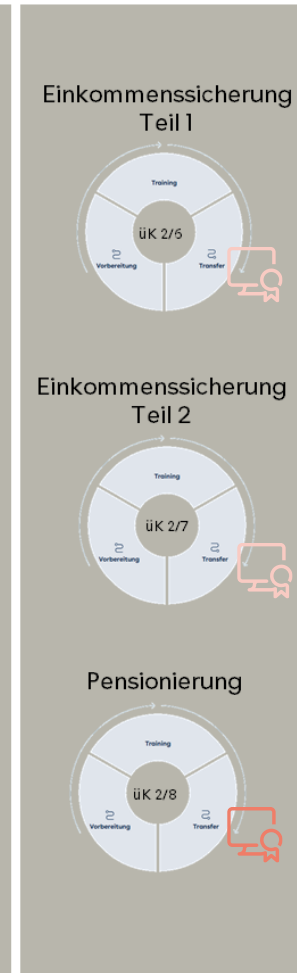 Einkommenssicherung
Teil 1
Training
üK 2/6
Vorbereitung
Transfer
Einkommenssicherung
Teil 2
Training
üK 2/7
Vorbereitung
Transfer
Pensionierung
Training
üK 2/8
Vorbereitung
Transfer